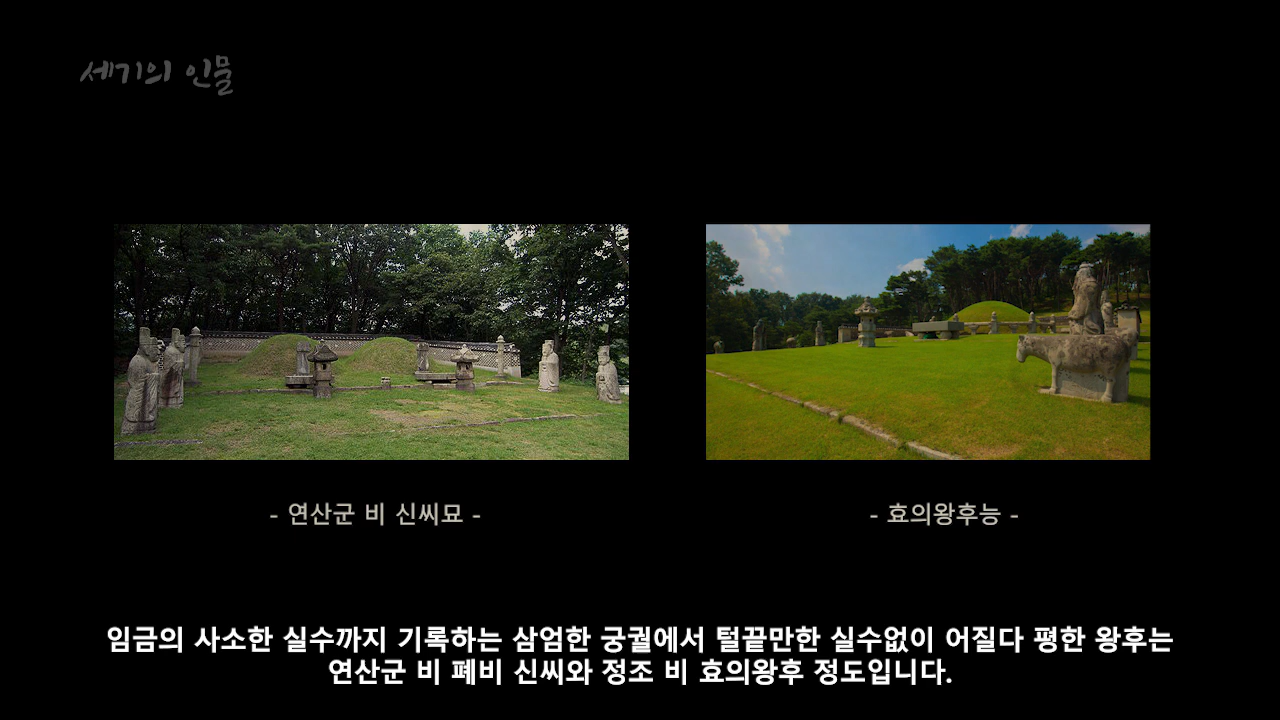 세기의 인물
- 연산군 비 신씨묘 -
- 효의왕후능 -
임금의 사소한 실수까지 기록하는 삼엄한 궁궐에서 털끝만한 실수없이 어질다 평한 왕후는
연산군 비 폐비 신씨와 정조 비 효의왕후 정도입니다.